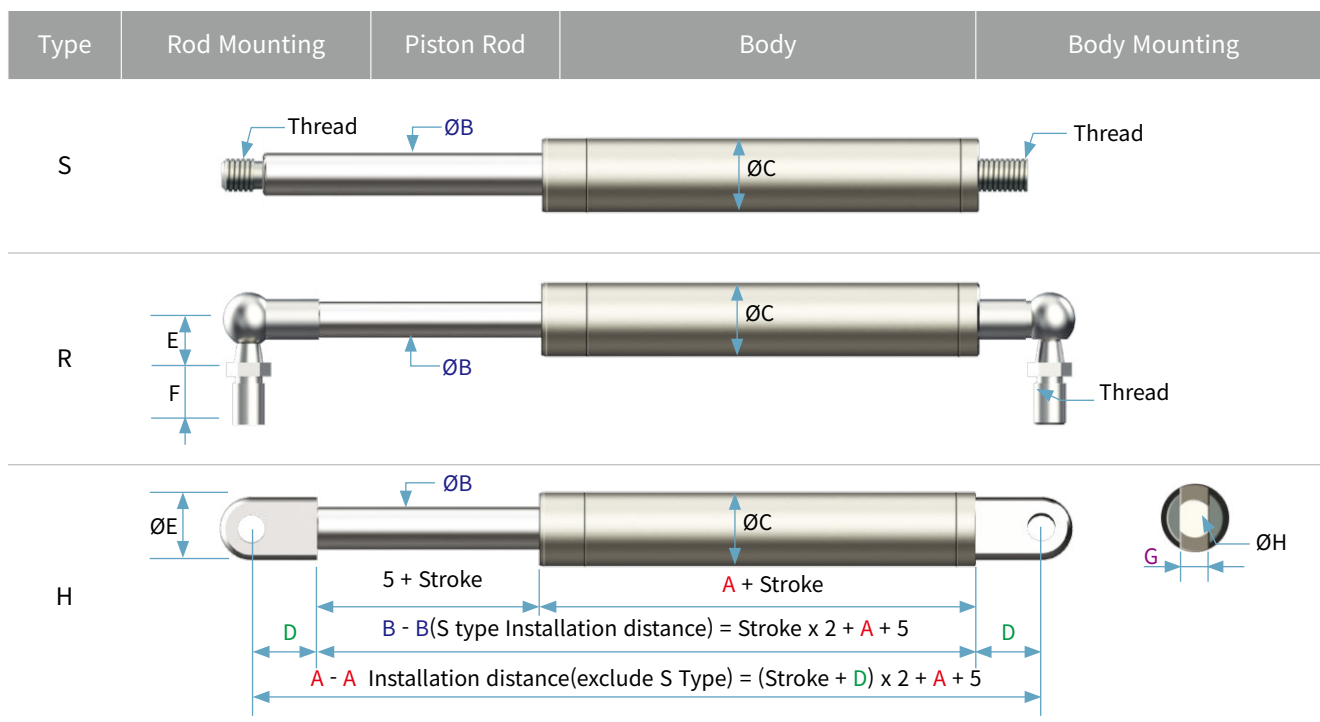 Type Rod Mounting Piston Rod Body Body Mounting
S
Thread
ØB
ØC
Thread
R
E
F
ØB
ØC
Thread
H
ØE
ØB
ØC
G
ØH
5 + Stroke
A + Stroke
D
B - B(S type Installation distance) = Stroke x 2 + A + 5
D
A - A Installation distance(exclude S Type) = (Stroke + D) x 2 + A + 5